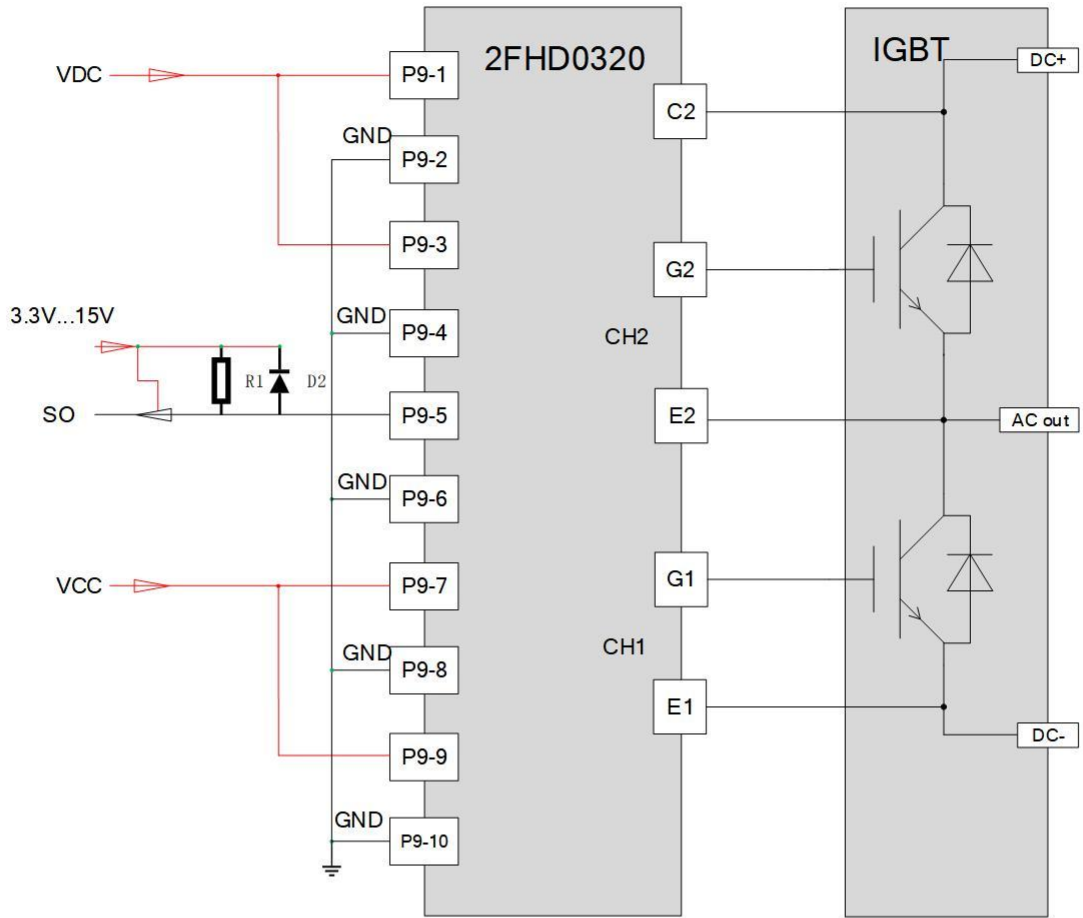 2FHD0320
IGBT
DC+
VDC
P9-1
C2
GND
P9-2
P9-3
G2
3.3V...15V
GND
P9-4
CH2
R1
D2
SO
P9-5
E2
AC out
GND
P9-6
VCC
P9-7
G1
GND
P9-8
CH1
E1
DC-
P9-9
GND
P9-10